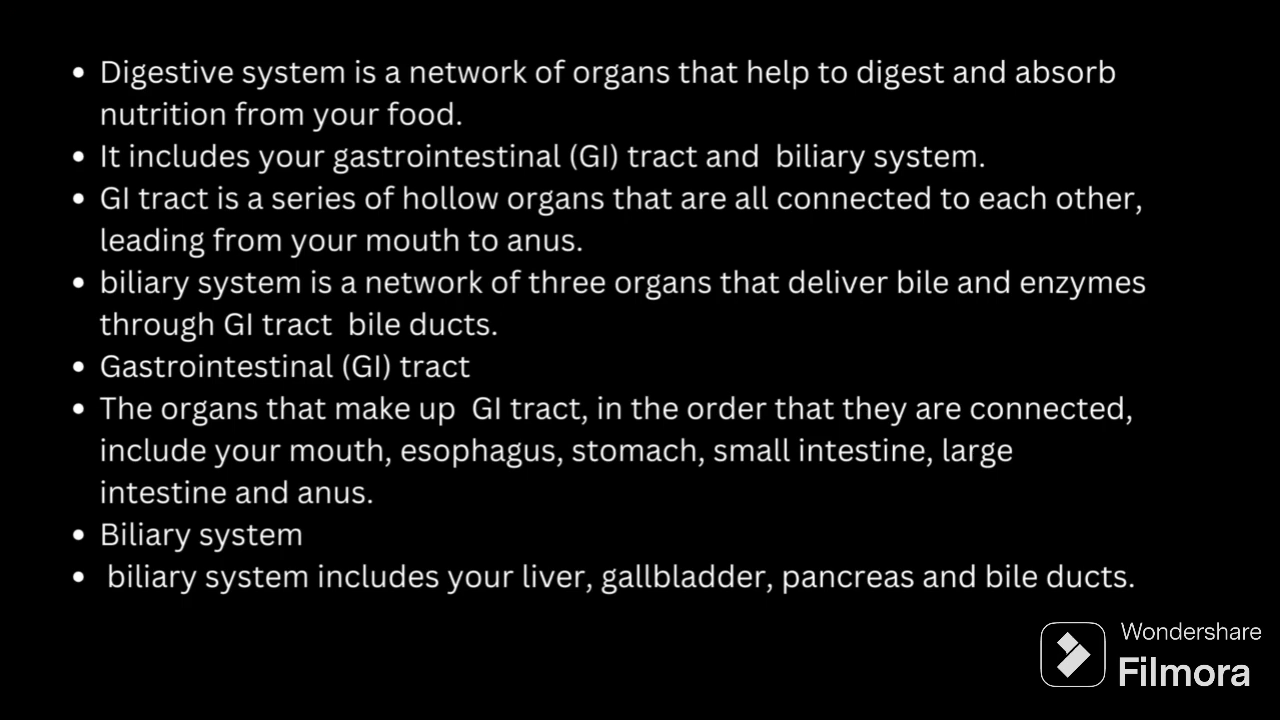 • Digestive system is a network of organs that help to digest and absorb
nutrition from your food.
• It includes your gastrointestinal (GI) tract and  biliary system.
• GI tract is a series of hollow organs that are all connected to each other,
leading from your mouth to anus.
• biliary system is a network of three organs that deliver bile and enzymes
through GI tract  bile ducts.
• Gastrointestinal (GI) tract
• The organs that make up  GI tract, in the order that they are connected,
include your mouth, esophagus, stomach, small intestine, large
intestine and anus.
• Biliary system
•  biliary system includes your liver, gallbladder, pancreas and bile ducts.
Wondershare
Filmora